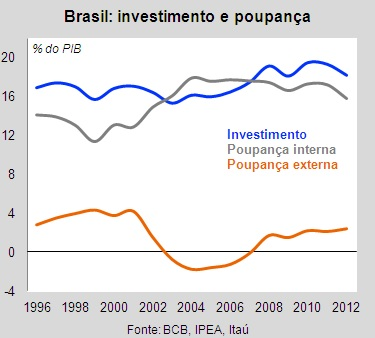 Brasil: investimento e poupança
% do PIB
20
16
12
8
4
0
-4
Investimento
Poupança interna
Poupança externa
1996 1998 2000 2002 2004 2006 2008 2010 2012
Fonte: BCB, IPEA, Itaú